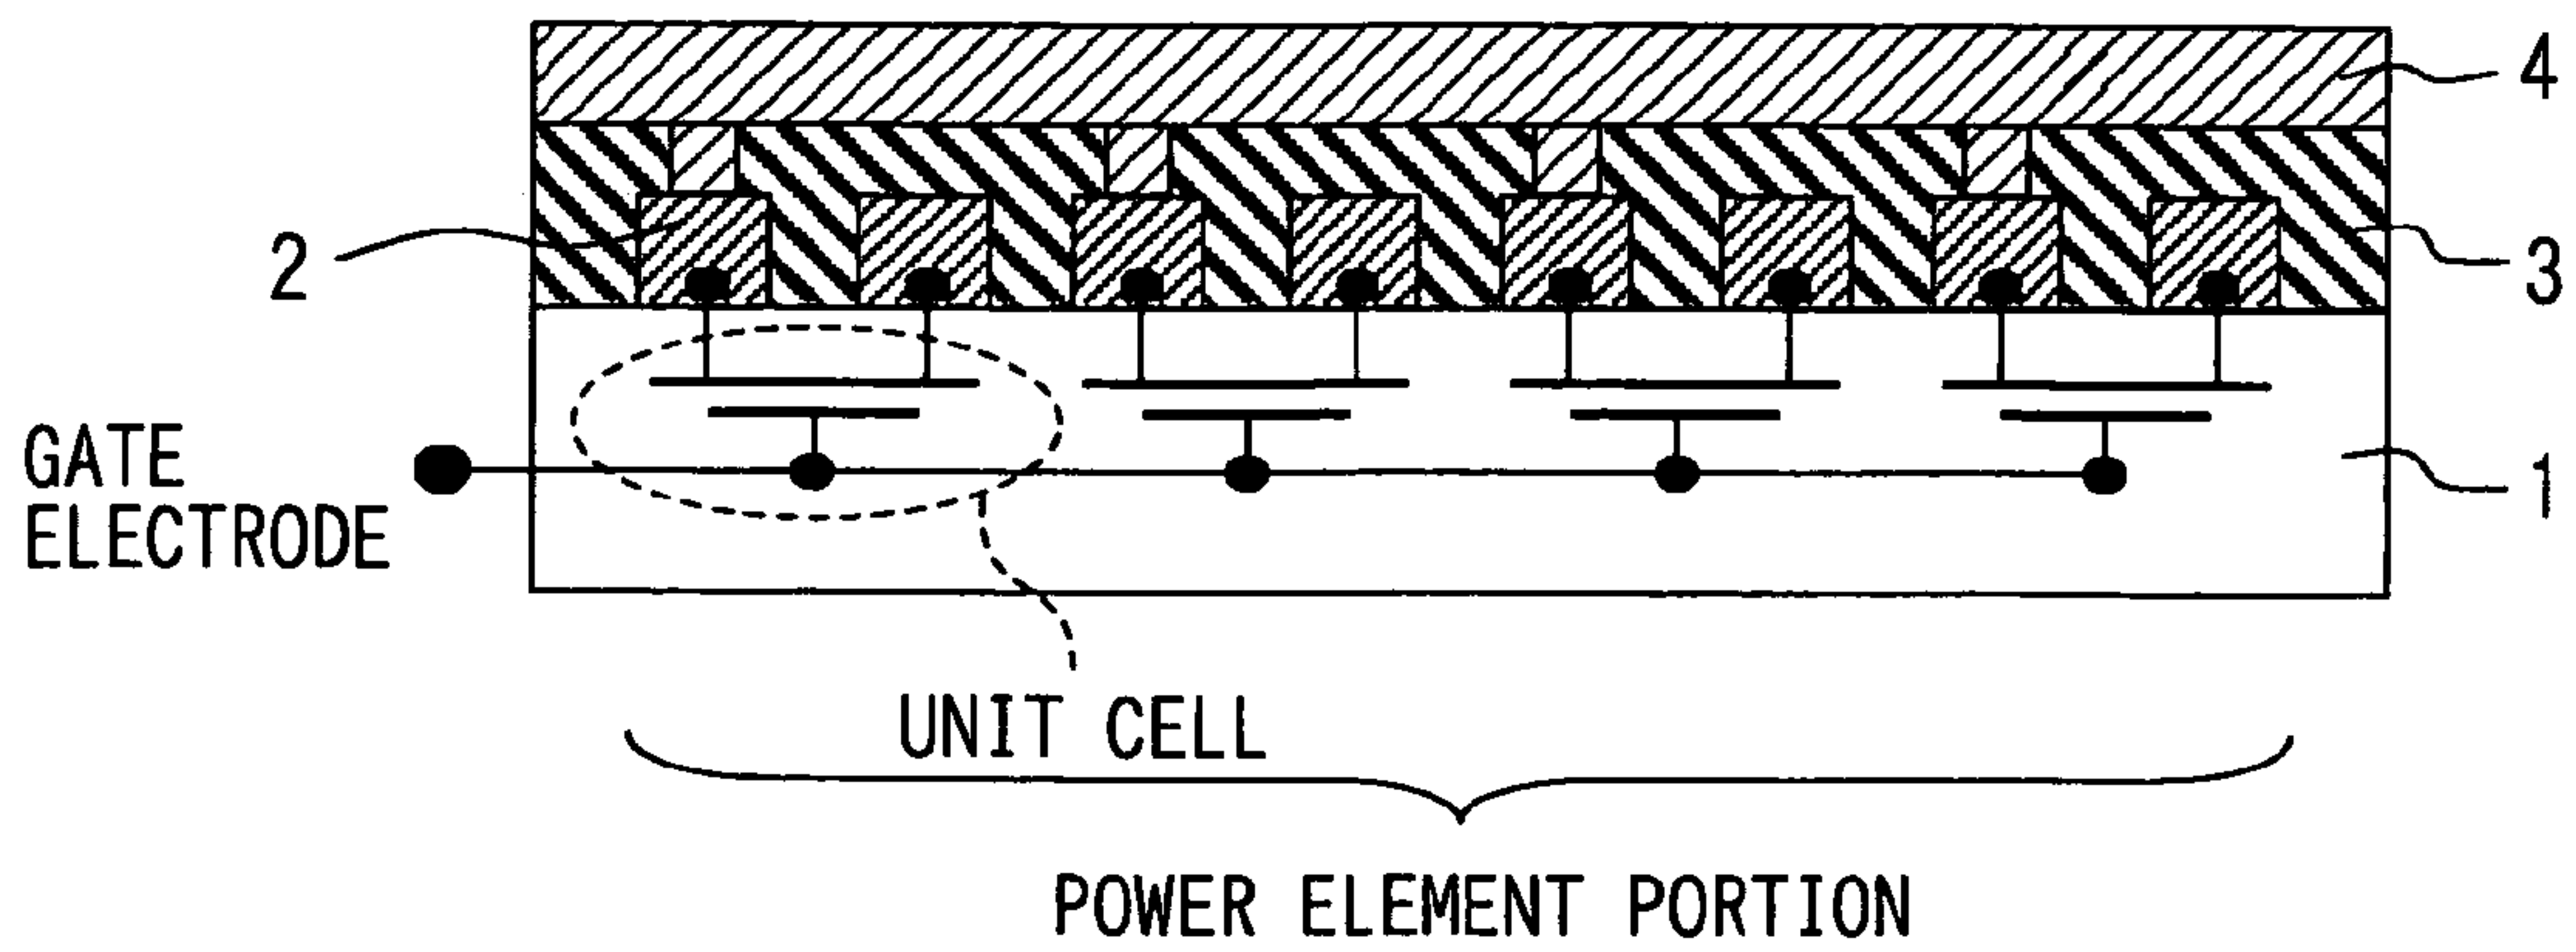 4
2
3
GATE
ELECTRODE
1
UNIT CELL
POWER ELEMENT PORTION